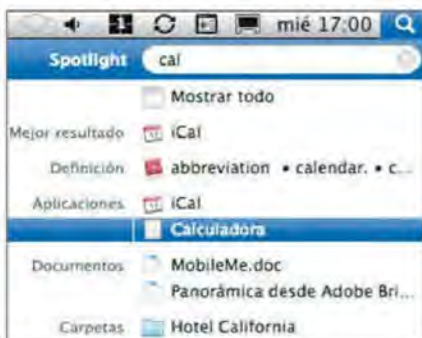 mié 17:00
Spotlight cal
Mostrar todo
Mejor resultado iCal
Definición abbreviation • calendar. • c...
Aplicaciones iCal
Calculadora
Documentos MobileMe.doc
Panorámica desde Adobe Bri...
Carpetas Hotel California